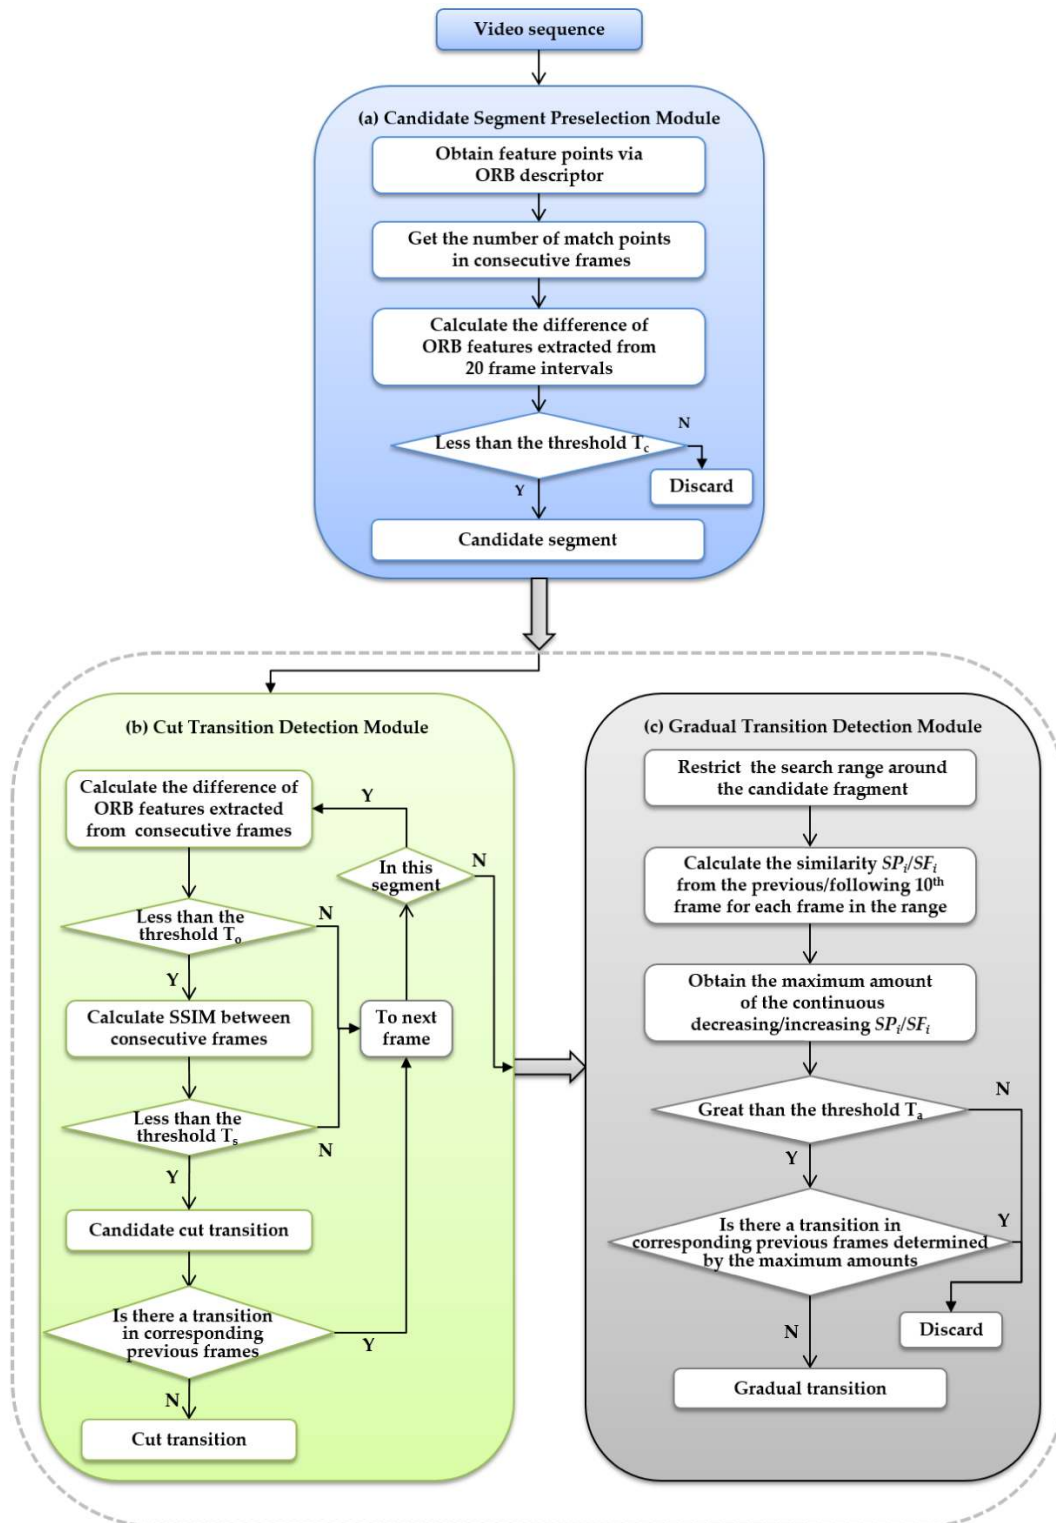 Video sequence
(a) Candidate Segment Preselection Module
Obtain feature points via
ORB descriptor
Get the number of match points
in consecutive frames
Calculate the difference of
ORB features extracted from
20 frame intervals
Less than the threshold Tc
N
Discard
Y
Candidate segment
(b) Cut Transition Detection Module
Calculate the difference of
ORB features extracted
from consecutive frames
Y
In this
segment
N
Less than the
threshold To
N
Y
Calculate SSIM between
consecutive frames
To next
frame
Less than the
threshold Ts
N
Y
Candidate cut transition
Is there a transition
in corresponding
previous frames
Y
N
Cut transition
(c) Gradual Transition Detection Module
Restrict the search range around
the candidate fragment
Calculate the similarity SPi/SFi
from the previous/following 10th
frame for each frame in the range
Obtain the maximum amount
of the continuous
decreasing/increasing SPi/SFi
Great than the threshold Ta
N
Y
Is there a transition in
corresponding previous frames determined
by the maximum amounts
Y
Discard
N
Gradual transition